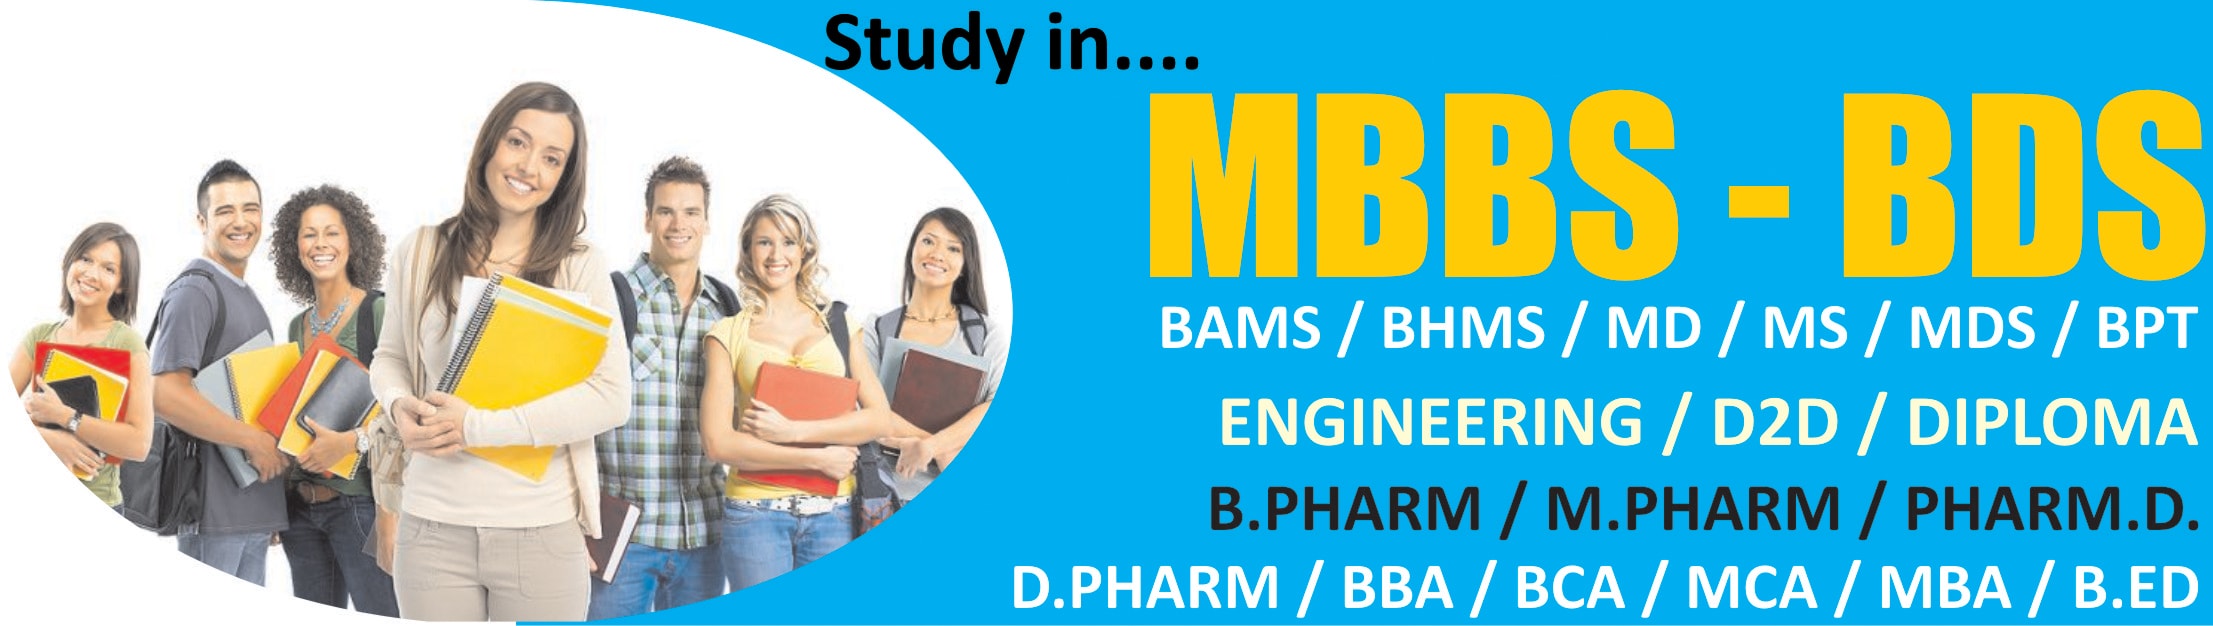 Study in....
MBBS - BDS
BAMS / BHMS / MD / MS / MDS / BPT
ENGINEERING / D2D / DIPLOMA
B.PHARM / M.PHARM / PHARM.D.
D.PHARM / BBA / BCA / MCA / MBA / B.ED